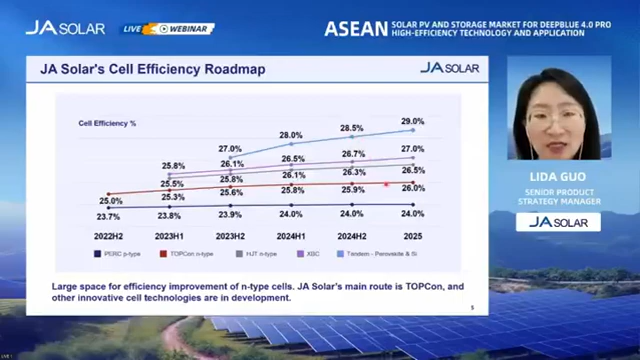 JA SOLAR
LIVE
WEBINAR
ASEAN SOLAR PV AND STORAGE MARKET FOR DEEPBLUE 4.0 PRO
HIGH-EFFICIENCY TECHNOLOGY AND APPLICATION
JA Solar's Cell Efficiency Roadmap
JA SOLAR
Cell Efficiency %
29.0%
28.5%
28.0%
27.0%
25.8% 26.1% 26.5% 26.7% 27.0%
25.5% 25.8% 26.1% 26.3% 26.5%
25.0% 25.3% 25.6% 25.8% 25.9% 26.0%
23.7% 23.8% 23.9% 24.0% 24.0% 24.0%
2022H2 2023H1 2023H2 2024H1 2024H2 2025
PERC p-type TOPCon n-type HJT n-type XBC Tandem - Perovskite & Si
Large space for efficiency improvement of n-type cells. JA Solar's main route is TOPCon, and
other innovative cell technologies are in development.
5
LIDA GUO
SENIOR PRODUCT
STRATEGY MANAGER
JA SOLAR